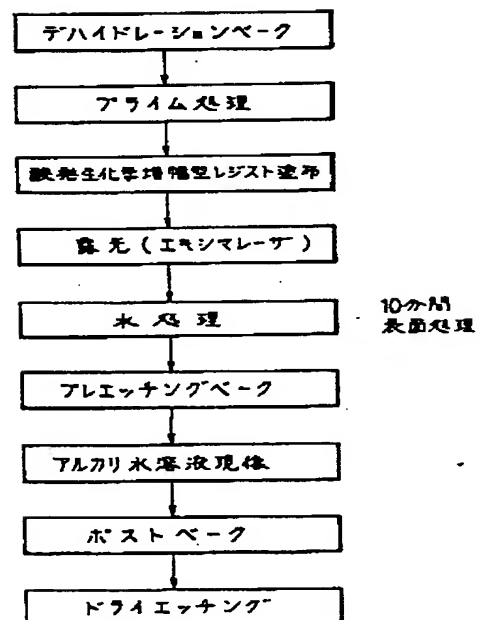 デハイドレーションベーク
プライム処理
酸発生化学増幅型レジスト塗布
露光(エキシマレーザ)
水処理
10分間
表面処理
プレエッチングベーク
アルカリ水溶液現像
ポストベーク
ドライエッチング